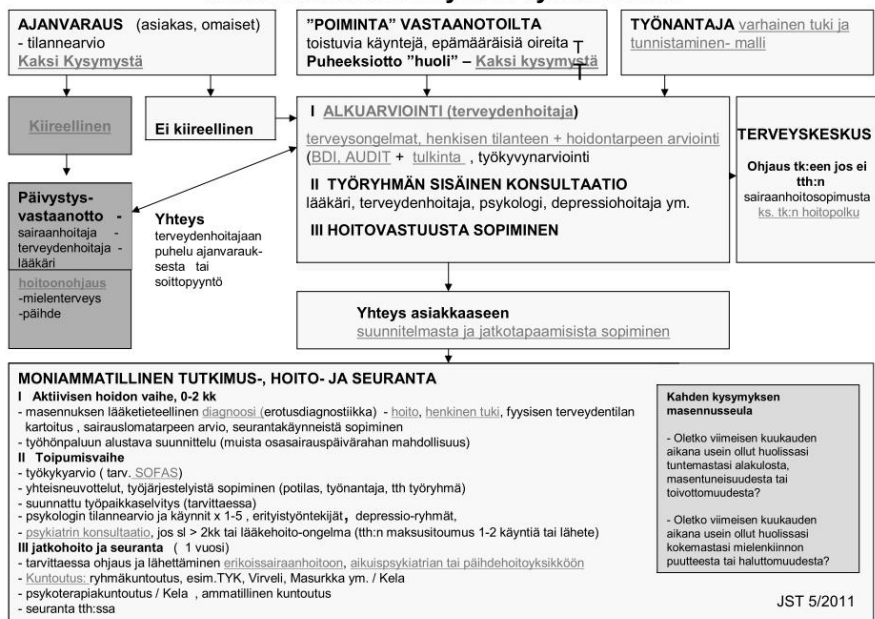 AJANVARAUS (asiakas, omaiset)
- tilannearvio
Kaksi Kysymystä
"POIMINTA" VASTAANOTOILTA
toistuvia käyntejä, epämääräisiä oireita
Puheeksiotto "huoli" – Kaksi kysymystä
TYÖNANTAJA varhainen tuki ja
tunnistaminen- malli
Kiireellinen
Ei kiireellinen
I ALKUARVIOINTI (terveydenhoitaja)
terveysongelmat, henkisen tilanteen + hoidontarpeen arviointi
(BDI, AUDIT + tulkinta , työkyvynarviointi
II TYÖRYHMÄN SISÄINEN KONSULTAATIO
lääkäri, terveydenhoitaja, psykologi, depressiohoitaja ym.
III HOITOVASTUUSTA SOPIMINEN
TERVEYSKESKUS
Ohjaus tk:een jos ei
tth:n
sairaanhoitosopimusta
ks. tk:n hoitopolku
Päivystys-
vastaanotto -
sairaanhoitaja -
terveydenhoitaja -
lääkäri
hoitoonohjaus
-mielenterveys
-päihde
Yhteys
terveydenhoitajaan
puhelu ajanvarauk-
sesta tai
soittopyyntö
Yhteys asiakkaaseen
suunnitelmasta ja jatkotapaamisista sopiminen
MONIAMMATILLINEN TUTKIMUS-, HOITO- JA SEURANTA
I Aktiivisen hoidon vaihe, 0-2 kk
- masennuksen lääketieteellinen diagnoosi (erotusdiagnostiikka) - hoito, henkinen tuki, fyysisen terveydentilan
kartoitus , sairauslomatarpeen arvio, seurantakäynneistä sopiminen
- työhönpaluun alustava suunnittelu (muista osasairauspäivärahan mahdollisuus)
II Toipumisvaihe
- työkykyarvio ( tarv. SOFAS)
- yhteisneuvottelut, työjärjestelyistä sopiminen (potilas, työnantaja, tth työryhmä)
- suunnattu työpaikkaselvitys (tarvittaessa)
- psykologin tilannearvio ja käynnit x 1-5 , erityistyöntekijät, depressio-ryhmät,
- psykiatrin konsultaatio, jos sl > 2kk tai lääkehoito-ongelma (tth:n maksusitoumus 1-2 käyntiä tai lähete)
III jatkohoito ja seuranta ( 1 vuosi)
- tarvittaessa ohjaus ja lähettäminen erikoissairaanhoitoon, aikuispsykiatrian tai päihdehoitoyksikköön
- Kuntoutus: ryhmäkuntoutus, esim.TYK, Virveli, Masurkka ym. / Kela
- psykoterapiakuntoutus / Kela , ammatillinen kuntoutus
- seuranta tth:ssa
Kahden kysymyksen
masennusseula
- Oletko viimeisen kuukauden
aikana usein ollut huolissasi
tuntemastasi alakulosta,
masentuneisuudesta tai
toivottomuudesta?
- Oletko viimeisen kuukauden
aikana usein ollut huolissasi
kokemastasi mielenkiinnon
puutteesta tai haluttomuudesta?
JST 5/2011